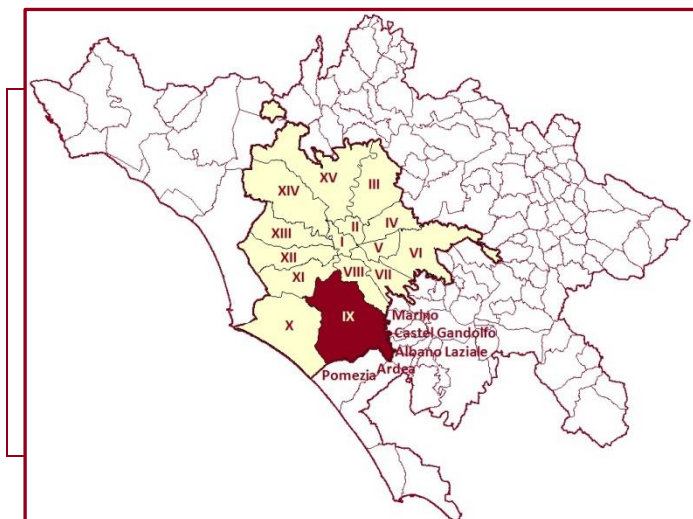 XV
III
XIV
II
IV
XIII
I
V
VI
XII
VIII
VII
XI
IX
Marino
X
Castel Gandolfo
Albano Laziale
Ardea
Pomezia